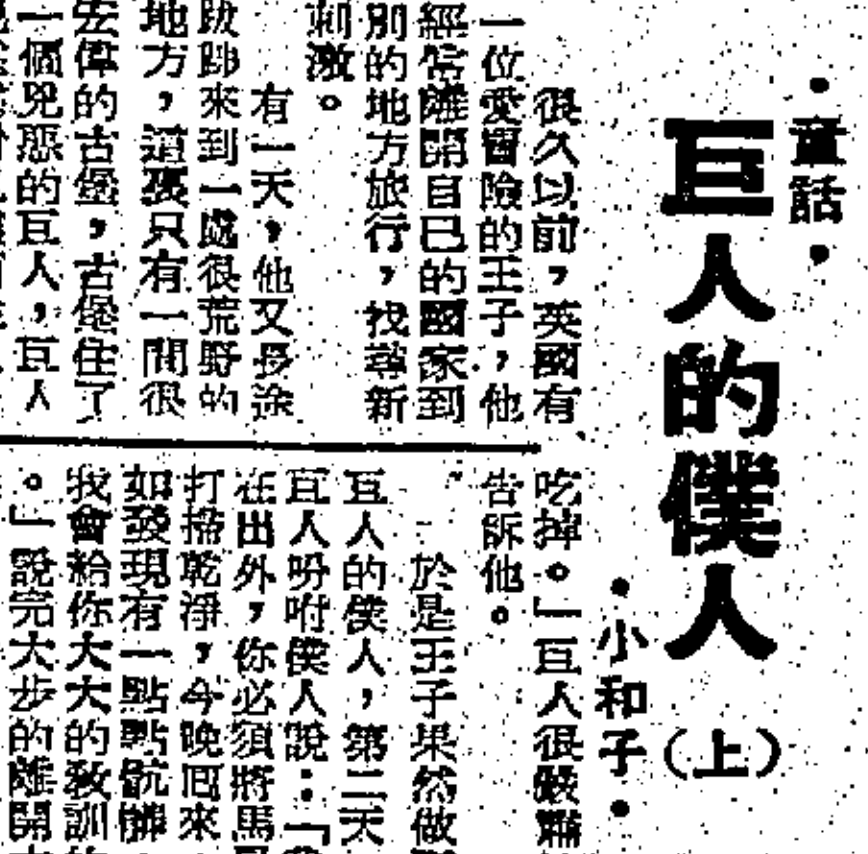 ·童話·
巨人的僕人（上）
·小和子·
很久以前，英國有
一位愛冒險的王子，他
經常離開自己的國家到
別的地方旅行，找尋新
刺激。
有一天，他又長途
跋踄來到一處很荒野的
地方，這裏只有一間很
宏偉的古堡，古堡住了
一個兇惡的巨人，巨人
吃掉。」巨人很嚴肅
告訴他。
於是王子果然做
巨人的僕人，第二天
巨人吩咐僕人說：「我
在出外，你必須將馬
打掃乾淨，今晚囘來，
如發現有一點點骯髒，
我會給你大大的教訓的
。」說完大步的離開